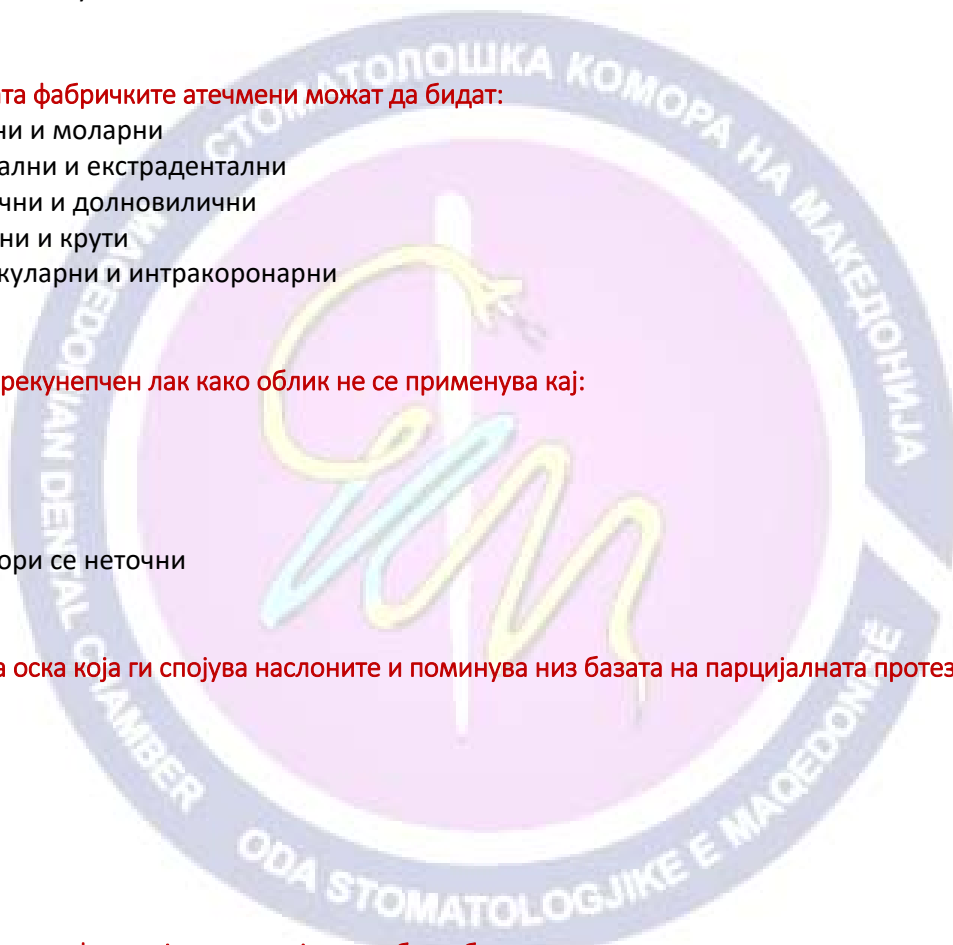 та фабричките атечмени можат да бидат:
ни и моларни
ални и екстрадентални
чни и долновилични
ни и крути
куларни и интракоронарни
рекунепчен лак како облик не се применува кај:
ори се неточни
а оска која ги спојува наслоните и поминува низ базата на парцијалната протез
СТОМАТОЛОШКА КОМОРА НА МАКЕДОНИЈА
MACEDONIAN DENTAL CHAMBER
ODA STOMATOLOGJIKE E MAQEDONISË